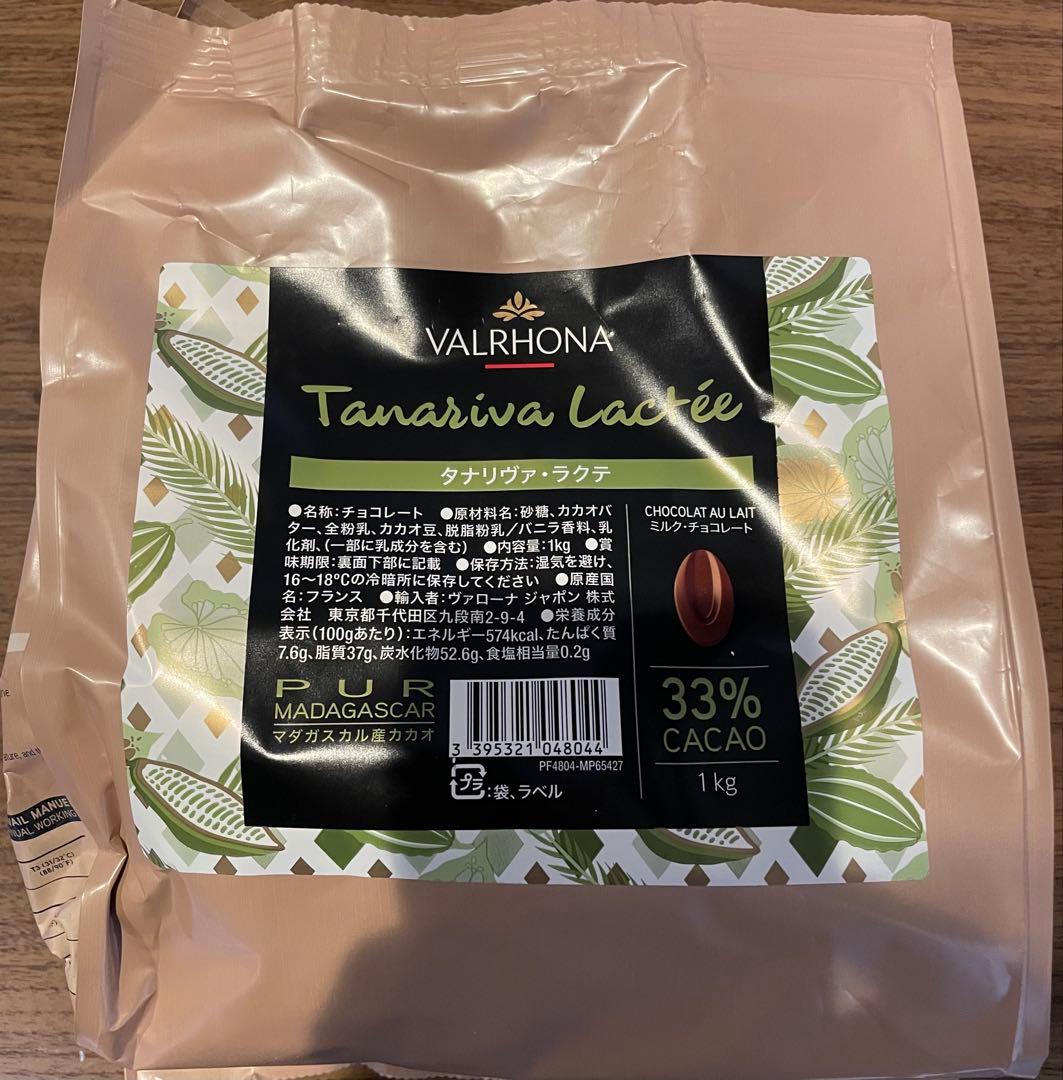 VALRHONA
Tanariva Lactée
タナリヴァ・ラクテ
●名称：チョコレート ●原材料名：砂糖、カカオバ
ター、全粉乳、カカオ豆、脱脂粉乳/バニラ香料、乳
化剤、(一部に乳成分を含む) ●内容量：1kg ●賞
味期限：裏面下部に記載 ●保存方法：湿気を避け、
16〜18℃の冷暗所に保存してください ●原産国
名：フランス ●輸入者：ヴァローナ ジャポン 株式
会社 東京都千代田区九段南2-9-4 ●栄養成分
表示(100gあたり)：エネルギー574kcal、たんぱく質
7.6g、脂質37g、炭水化物52.6g、食塩相当量0.2g
CHOCOLAT AU LAIT
ミルク・チョコレート
33%
CACAO
1kg
PUR
MADAGASCAR
マダガスカル産カカオ
3 395321 048044
PF4804-MP65427
プラ：袋、ラベル
AIL MANUE
UAL WORKING
T3 (31/32°C)
(88/90°F)